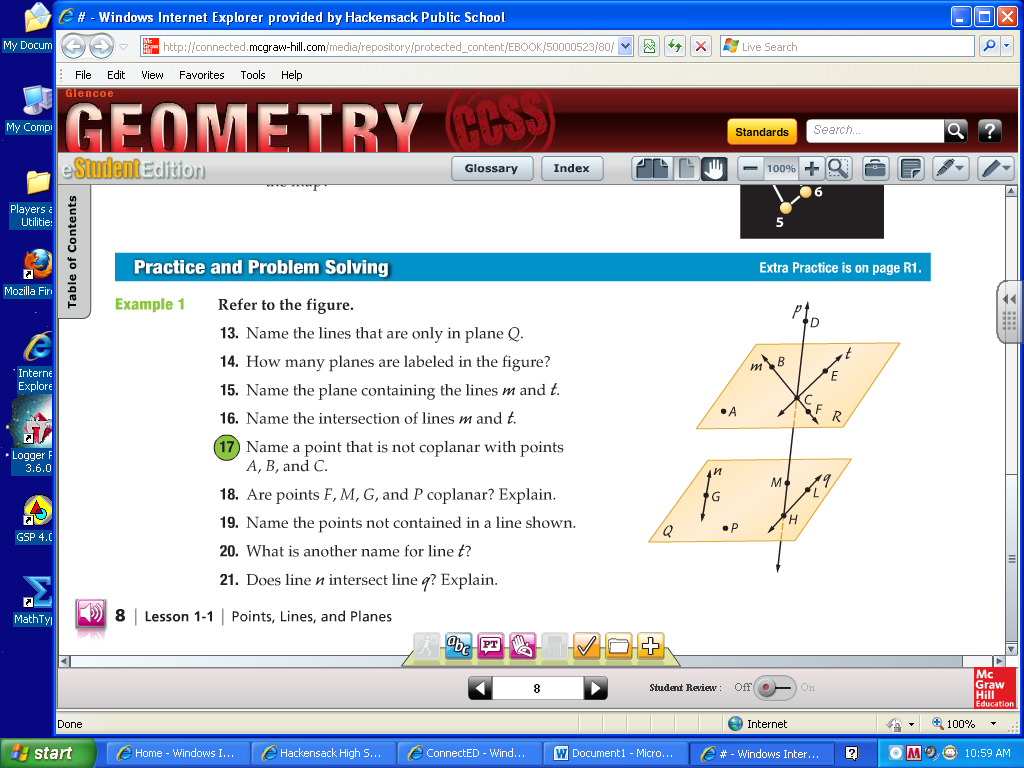 # - Windows Internet Explorer provided by Hackensack Public School
My Docum
http://connected.mcgraw-hill.com/media/repository/protected_content/EBOOK/50000523/80/
Live Search
File Edit View Favorites Tools Help
Glencoe
GEOMETRY
CCSS
My Compu
Standards
Search...
?
eStudentEdition
Glossary
Index
100%
Table of Contents
Players a
Utilitie
6
5
Practice and Problem Solving
Extra Practice is on page R1.
Mozilla Fire
Example 1 Refer to the figure.
13. Name the lines that are only in plane Q.
14. How many planes are labeled in the figure?
15. Name the plane containing the lines m and t.
16. Name the intersection of lines m and t.
17 Name a point that is not coplanar with points
A, B, and C.
18. Are points F, M, G, and P coplanar? Explain.
19. Name the points not contained in a line shown.
20. What is another name for line t?
21. Does line n intersect line q? Explain.
p
D
m B t
E
C
A F R
n
M q
G L
H
Q P
Interne
Explore
Logger P
3.6.0
GSP 4.0
MathTyp
8 | Lesson 1-1 | Points, Lines, and Planes
abc
PT
8
Student Review :
Off
On
Mc
Graw
Hill
Education
Done
Internet
100%
start
Home - Windows I...
Hackensack High S...
ConnectED - Wind...
Document1 - Micro...
# - Windows Inter...
?
M
10:59 AM